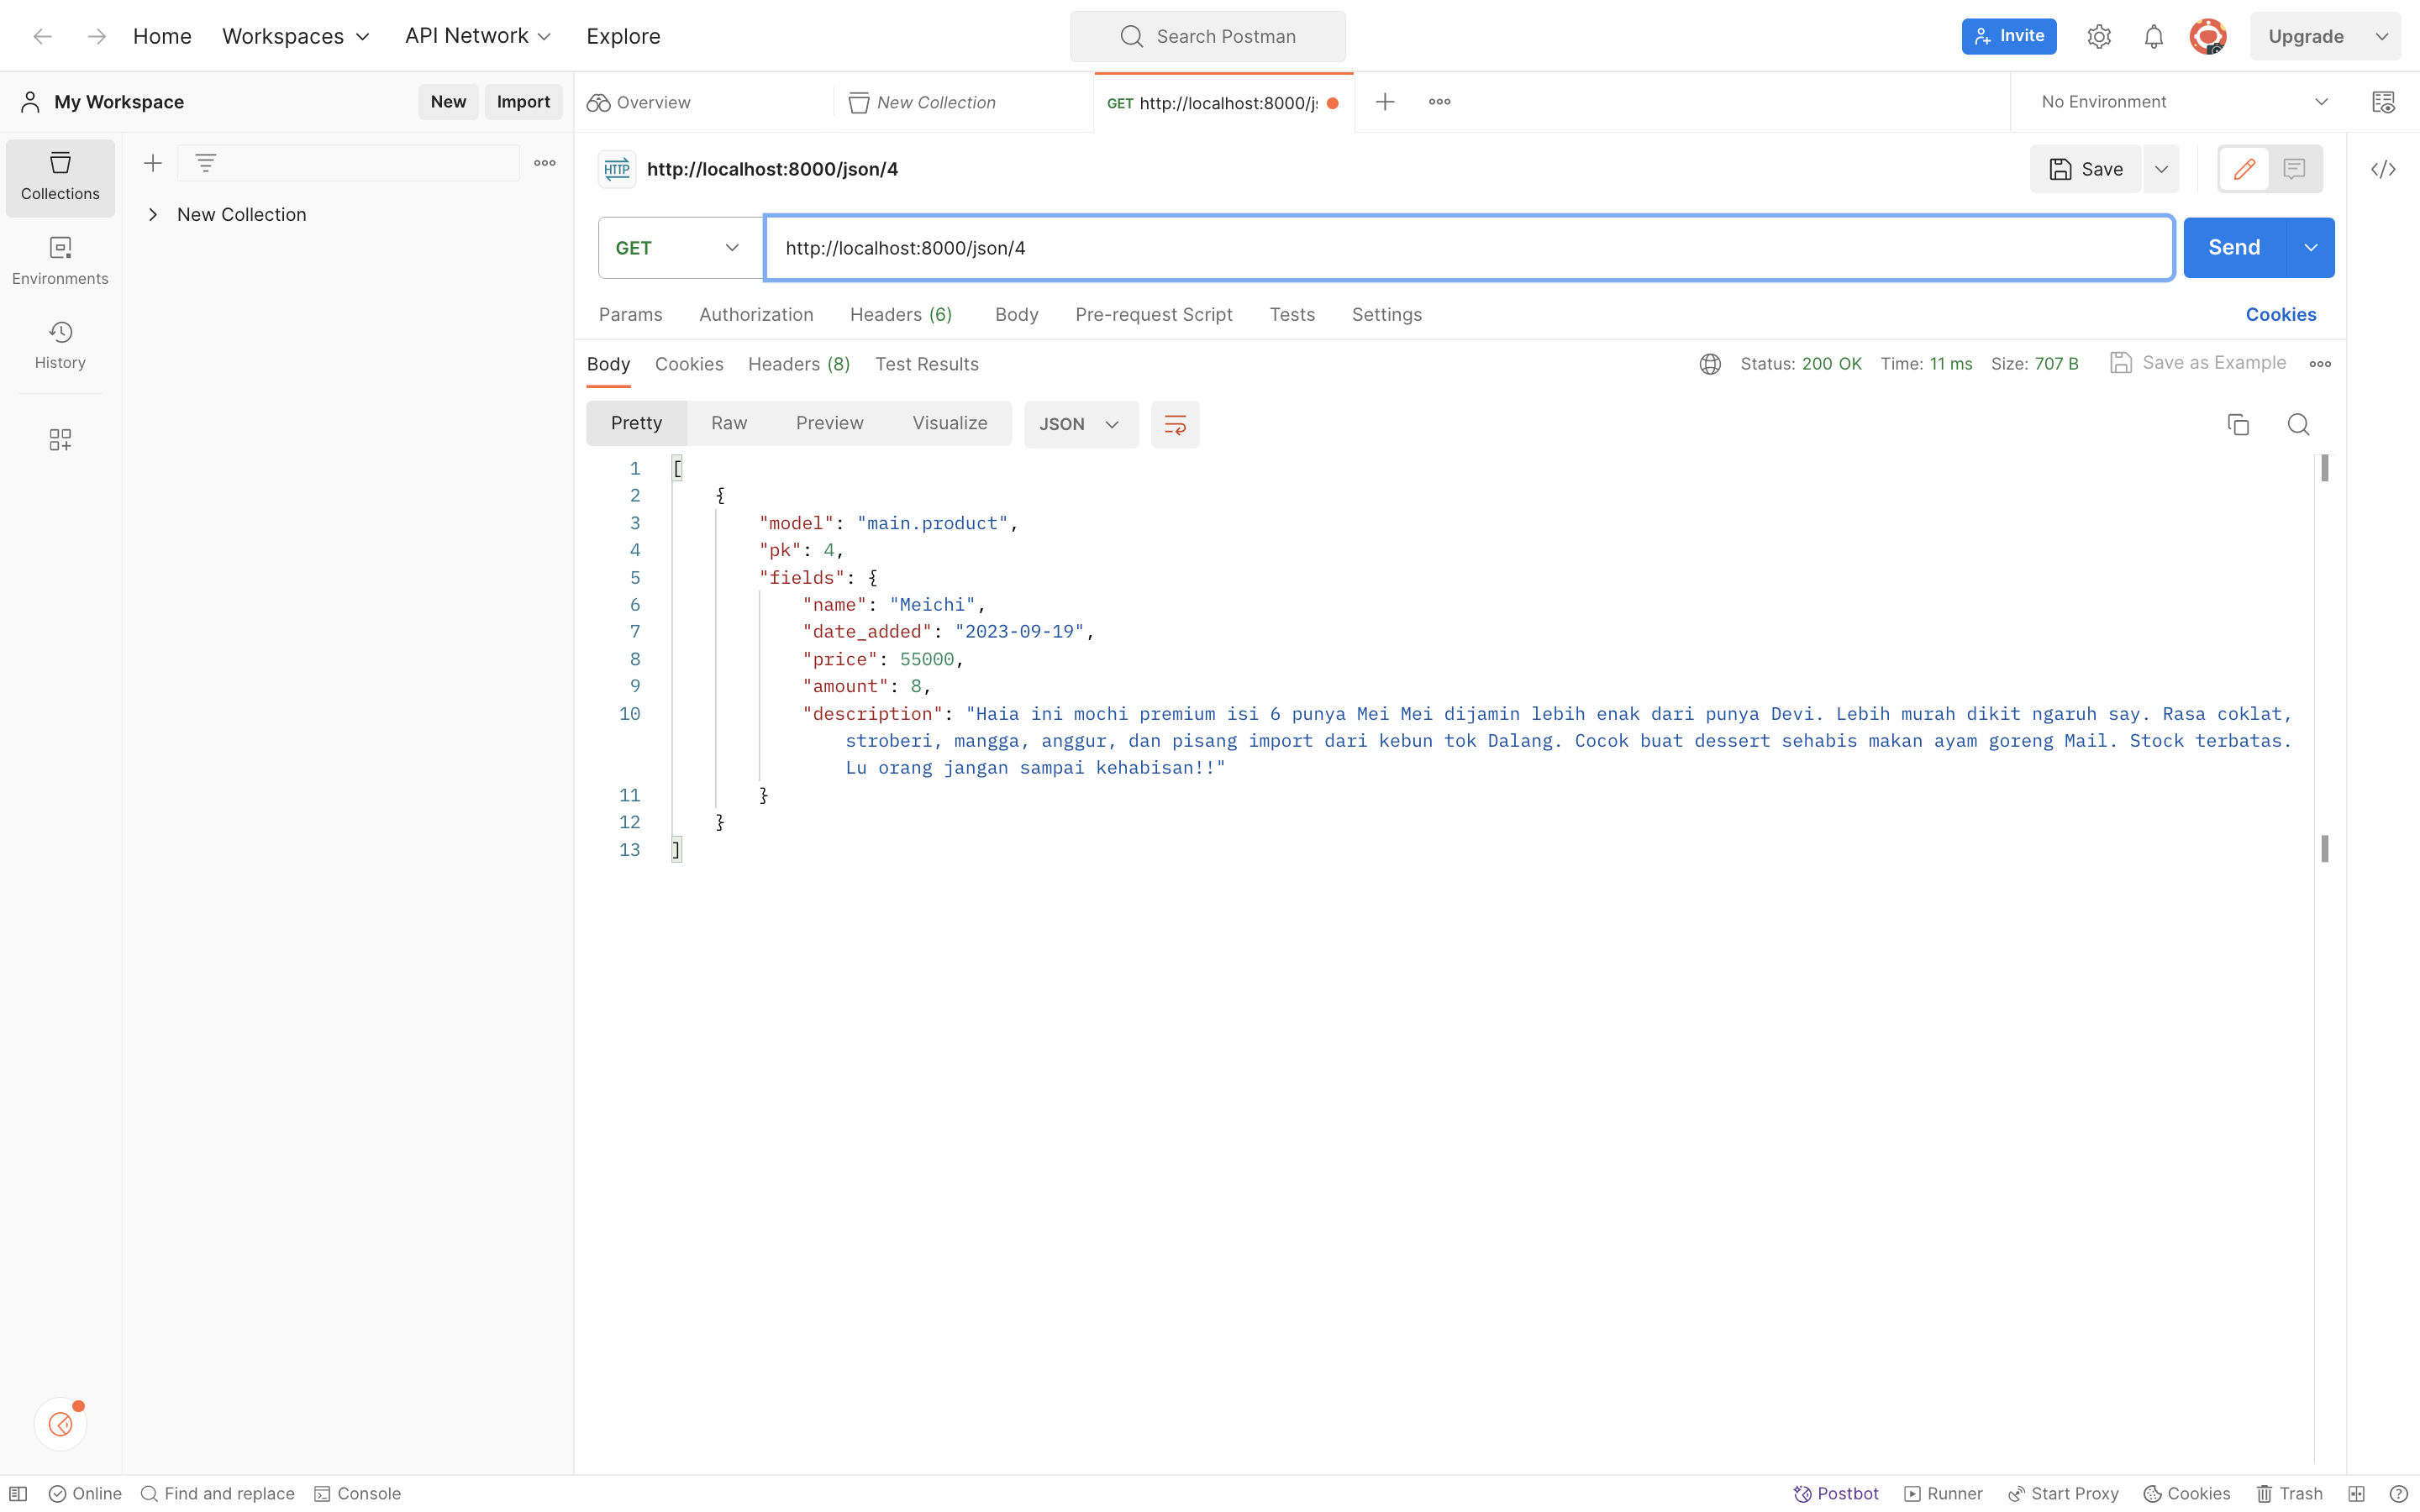 Home Workspaces API Network Explore Search Postman Invite Upgrade
My Workspace New Import Overview New Collection GET http://localhost:8000/j No Environment
HTTP http://localhost:8000/json/4 Save
Collections
New Collection
GET http://localhost:8000/json/4 Send
Environments
Params Authorization Headers (6) Body Pre-request Script Tests Settings Cookies
History
Body Cookies Headers (8) Test Results Status: 200 OK Time: 11 ms Size: 707 B Save as Example
Pretty Raw Preview Visualize JSON
1 [
2 {
3 "model": "main.product",
4 "pk": 4,
5 "fields": {
6 "name": "Meichi",
7 "date_added": "2023-09-19",
8 "price": 55000,
9 "amount": 8,
10 "description": "Haia ini mochi premium isi 6 punya Mei Mei dijamin lebih enak dari punya Devi. Lebih murah dikit ngaruh say. Rasa coklat,
stroberi, mangga, anggur, dan pisang import dari kebun tok Dalang. Cocok buat dessert sehabis makan ayam goreng Mail. Stock terbatas.
Lu orang jangan sampai kehabisan!!"
11 }
12 }
13 ]
Online Find and replace Console Postbot Runner Start Proxy Cookies Trash